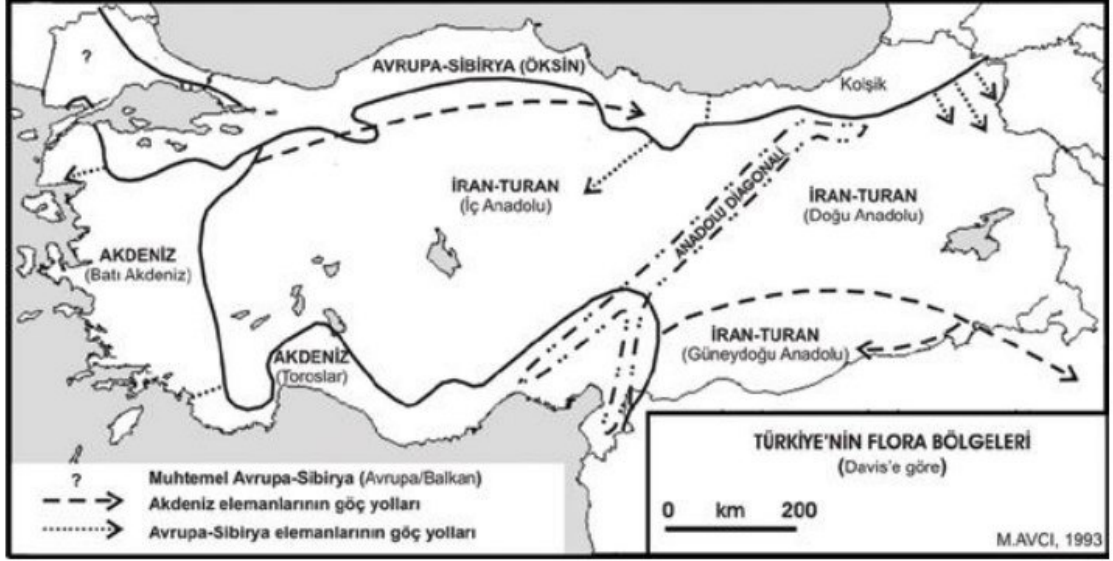 ?
AVRUPA-SİBİRYA (ÖKSİN)
Kolşik
İRAN-TURAN
(İç Anadolu)
ANADOLU DİAGONALİ
İRAN-TURAN
(Doğu Anadolu)
AKDENİZ
(Batı Akdeniz)
AKDENİZ
(Toroslar)
İRAN-TURAN
(Güneydoğu Anadolu)
TÜRKİYE'NİN FLORA BÖLGELERİ
(Davis'e göre)
0 km 200
M.AVCI, 1993
? Muhtemel Avrupa-Sibirya (Avrupa/Balkan)
Akdeniz elemanlarının göç yolları
Avrupa-Sibirya elemanlarının göç yolları